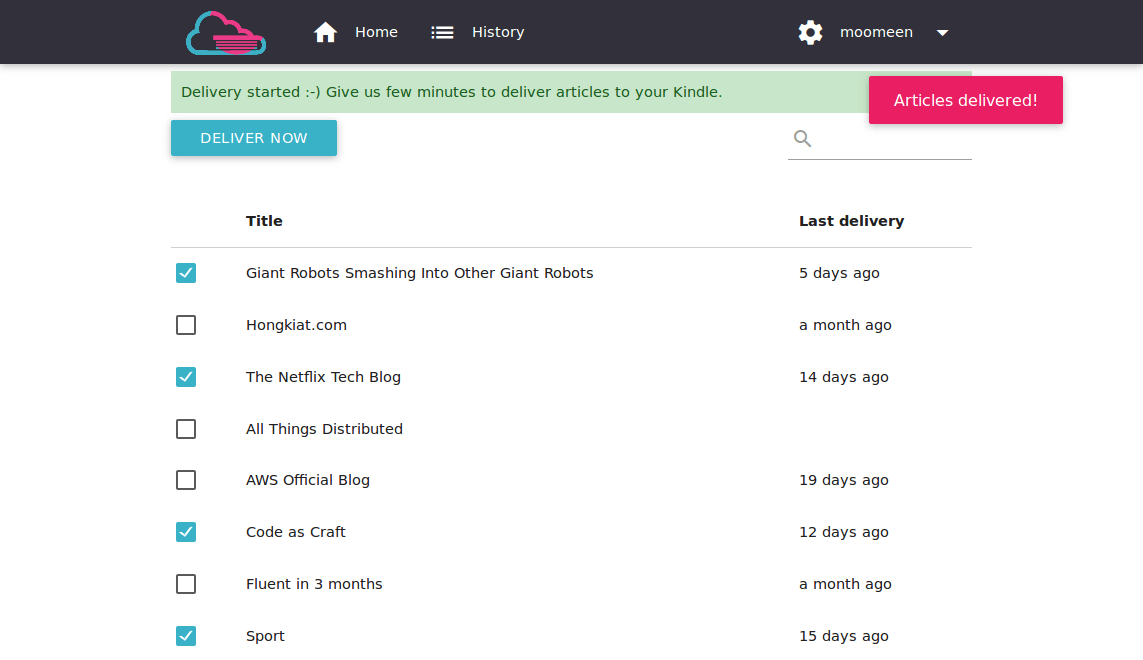 Home History moomeen
Delivery started :-) Give us few minutes to deliver articles to your Kindle.
Articles delivered!
DELIVER NOW
Title Last delivery
Giant Robots Smashing Into Other Giant Robots 5 days ago
Hongkiat.com a month ago
The Netflix Tech Blog 14 days ago
All Things Distributed
AWS Official Blog 19 days ago
Code as Craft 12 days ago
Fluent in 3 months a month ago
Sport 15 days ago